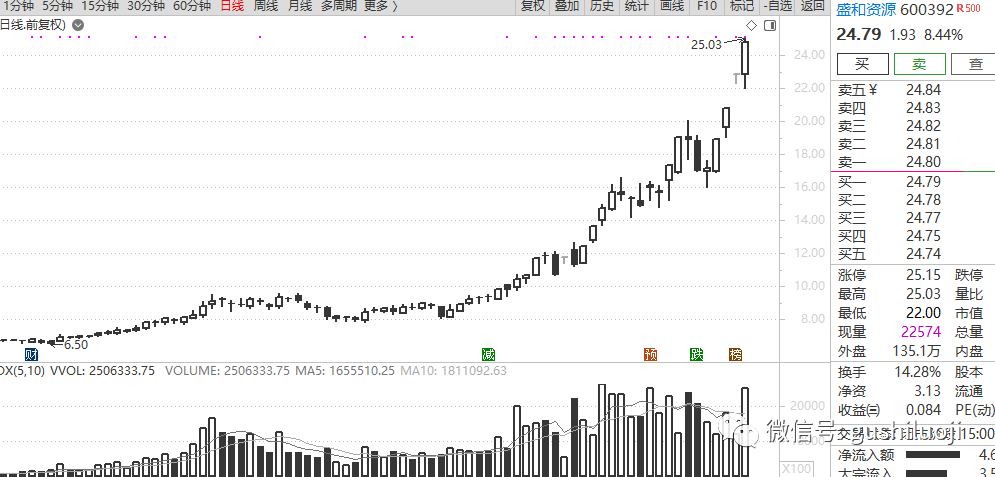 1分钟 5分钟 15分钟 30分钟 60分钟 日线 周线 月线 多周期 更多 〉 复权 叠加 历史 统计 画线 F10 标记 -自选 返回
日线.前复权)
25.03
24.00
22.00
20.00
18.00
16.00
14.00
12.00
10.00
8.00
6.50
财 减 预 跌 榜
OX(5,10) VVOL: 2506333.75 VOLUME: 2506333.75 MA5: 1655510.25 MA10: 1811092.63
20000
X100
盛和资源 600392 R 500
24.79 1.93 8.44%
买 卖 查
卖五 ¥ 24.84
卖四 24.83
卖三 24.82
卖二 24.81
卖一 24.80
买一 24.79
买二 24.78
买三 24.77
买四 24.75
买五 24.74
涨停 25.15 跌停
最高 25.03 量比
最低 22.00 市值
现量 22574 总量
外盘 135.1万 内盘
换手 14.28% 股本
净资 3.13 流通
收益㈢ 0.084 PE(动)
15:00
微信号
净流入额 4.6
大宗流入 3.5